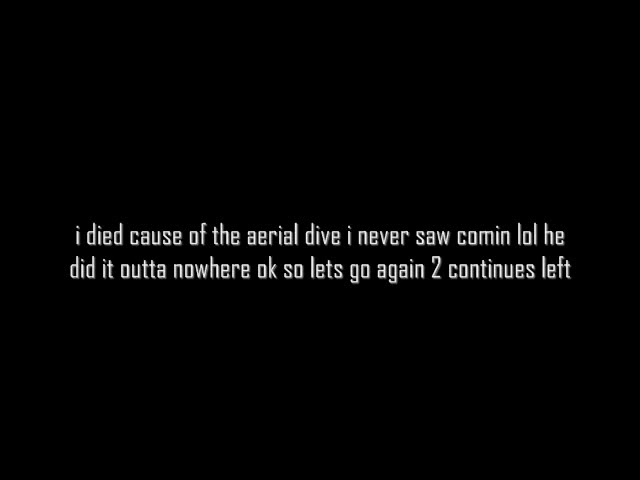 i died cause of the aerial dive i never saw comin lol he
did it outta nowhere ok so lets go again 2 continues left